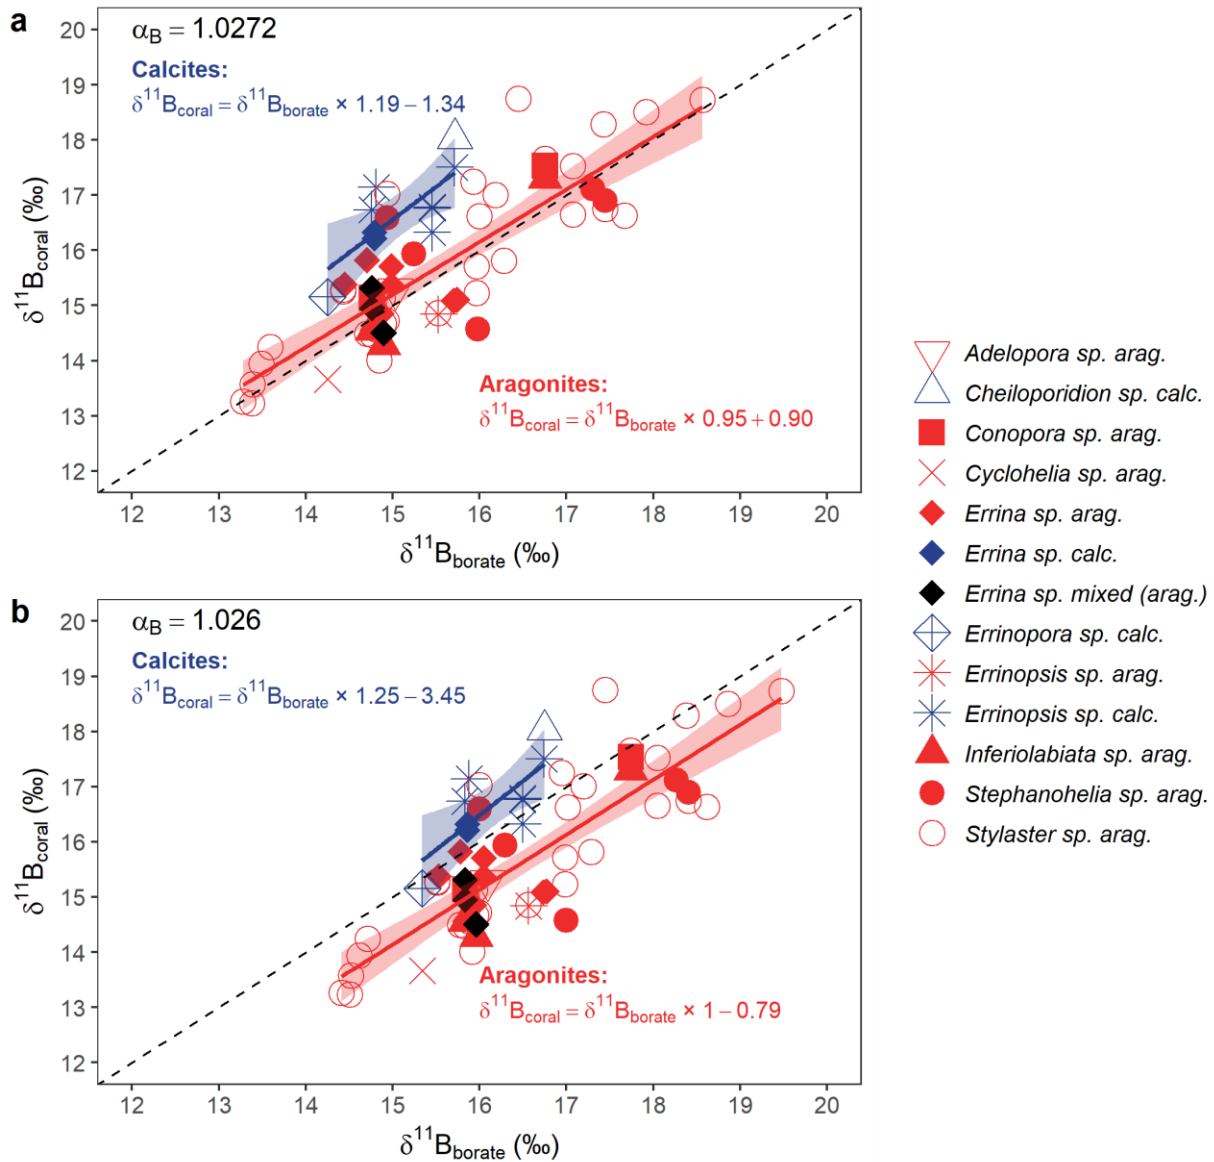 a
α_B = 1.0272
Calcites:
δ¹¹B_coral = δ¹¹B_borate × 1.19 – 1.34
Aragonites:
δ¹¹B_coral = δ¹¹B_borate × 0.95 + 0.90
20
19
18
17
16
15
14
13
12
δ¹¹B_coral (‰)
12 13 14 15 16 17 18 19 20
δ¹¹B_borate (‰)
b
α_B = 1.026
Calcites:
δ¹¹B_coral = δ¹¹B_borate × 1.25 – 3.45
Aragonites:
δ¹¹B_coral = δ¹¹B_borate × 1 – 0.79
20
19
18
17
16
15
14
13
12
δ¹¹B_coral (‰)
12 13 14 15 16 17 18 19 20
δ¹¹B_borate (‰)
Adelopora sp. arag.
Cheiloporidion sp. calc.
Conopora sp. arag.
Cyclohelia sp. arag.
Errina sp. arag.
Errina sp. calc.
Errina sp. mixed (arag.)
Errinopora sp. calc.
Errinopsis sp. arag.
Errinopsis sp. calc.
Inferiolabiata sp. arag.
Stephanohelia sp. arag.
Stylaster sp. arag.